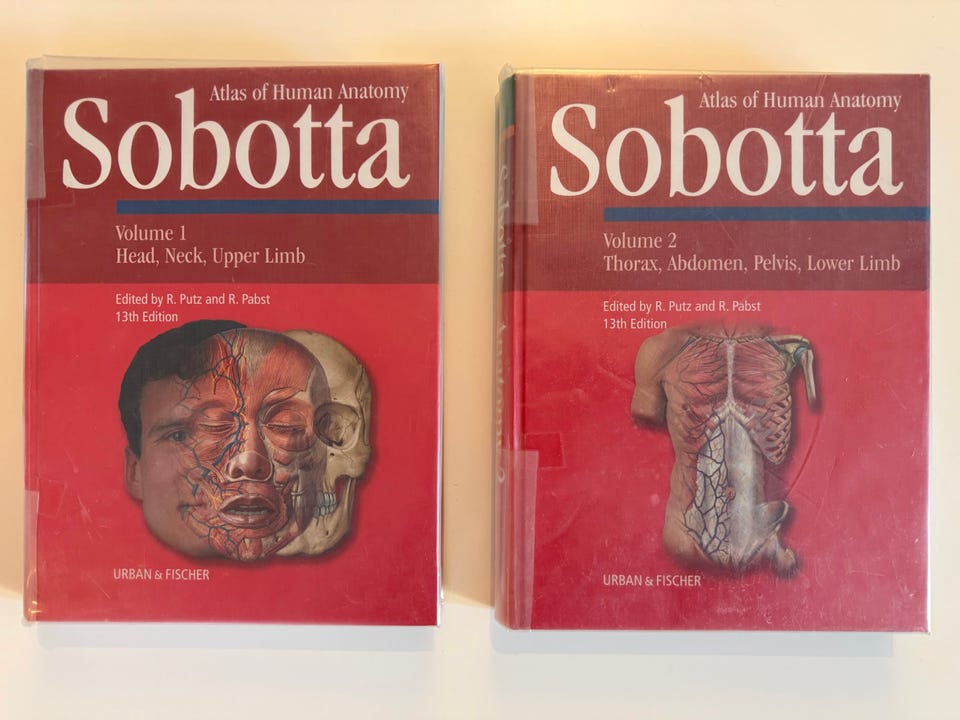 Atlas of Human Anatomy
Sobotta
Volume 1
Head, Neck, Upper Limb
Edited by R. Putz and R. Pabst
13th Edition
URBAN & FISCHER
Atlas of Human Anatomy
Sobotta
Volume 2
Thorax, Abdomen, Pelvis, Lower Limb
Edited by R. Putz and R. Pabst
13th Edition
URBAN & FISCHER
Sobotta